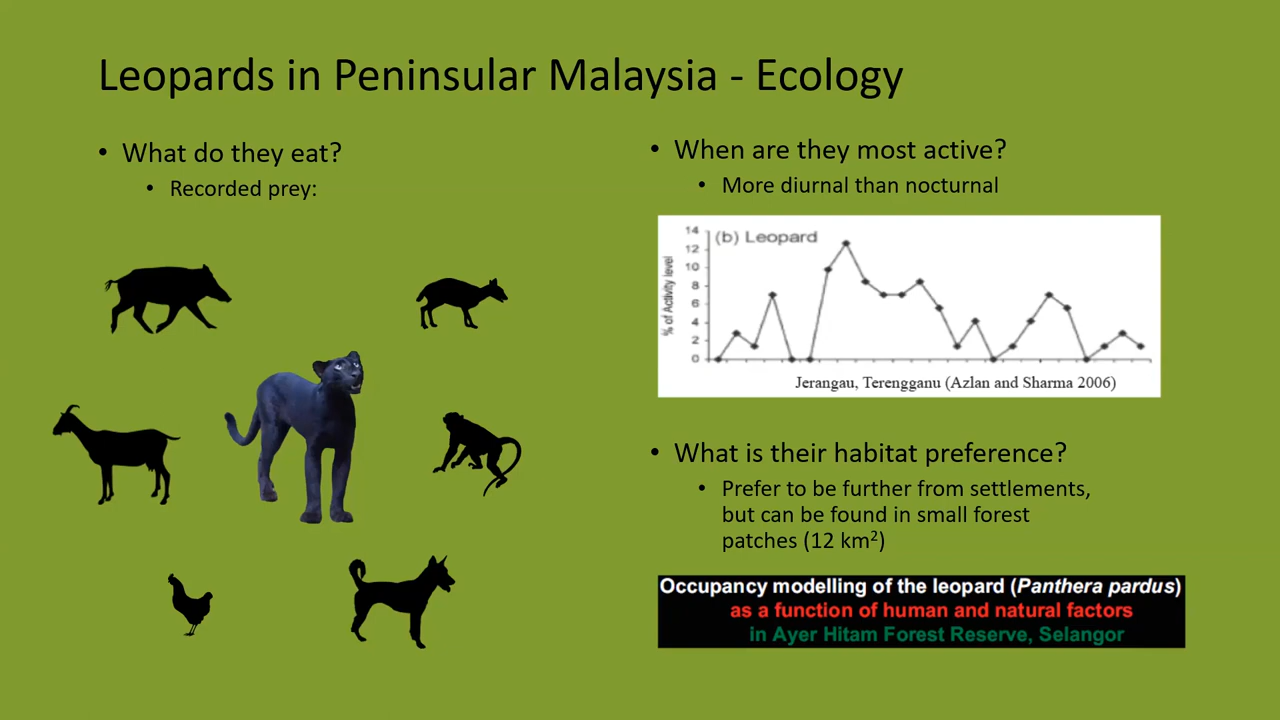 Leopards in Peninsular Malaysia - Ecology
• What do they eat?
• Recorded prey:
• When are they most active?
• More diurnal than nocturnal
(b) Leopard
% of Activity level
14
12
10
8
6
4
2
0
Jerangau, Terengganu (Azlan and Sharma 2006)
• What is their habitat preference?
• Prefer to be further from settlements,
but can be found in small forest
patches (12 km²)
Occupancy modelling of the leopard (Panthera pardus)
as a function of human and natural factors
in Ayer Hitam Forest Reserve, Selangor